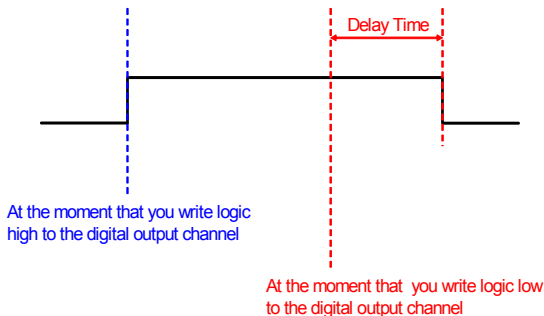 Delay Time
At the moment that you write logic
high to the digital output channel
At the moment that you write logic low
to the digital output channel